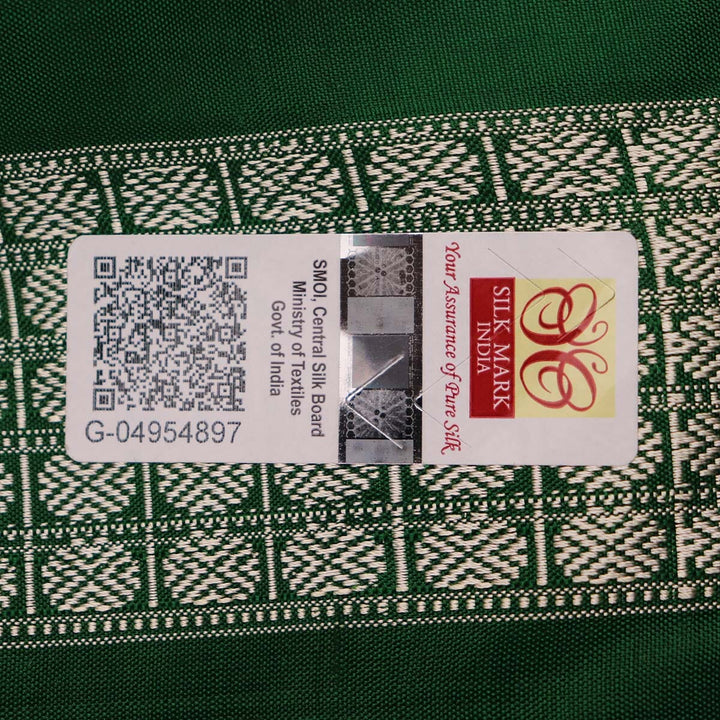 SILK MARK
INDIA
Your Assurance of Pure Silk
SMOI, Central Silk Board
Ministry of Textiles
Govt. of India
G-04954897